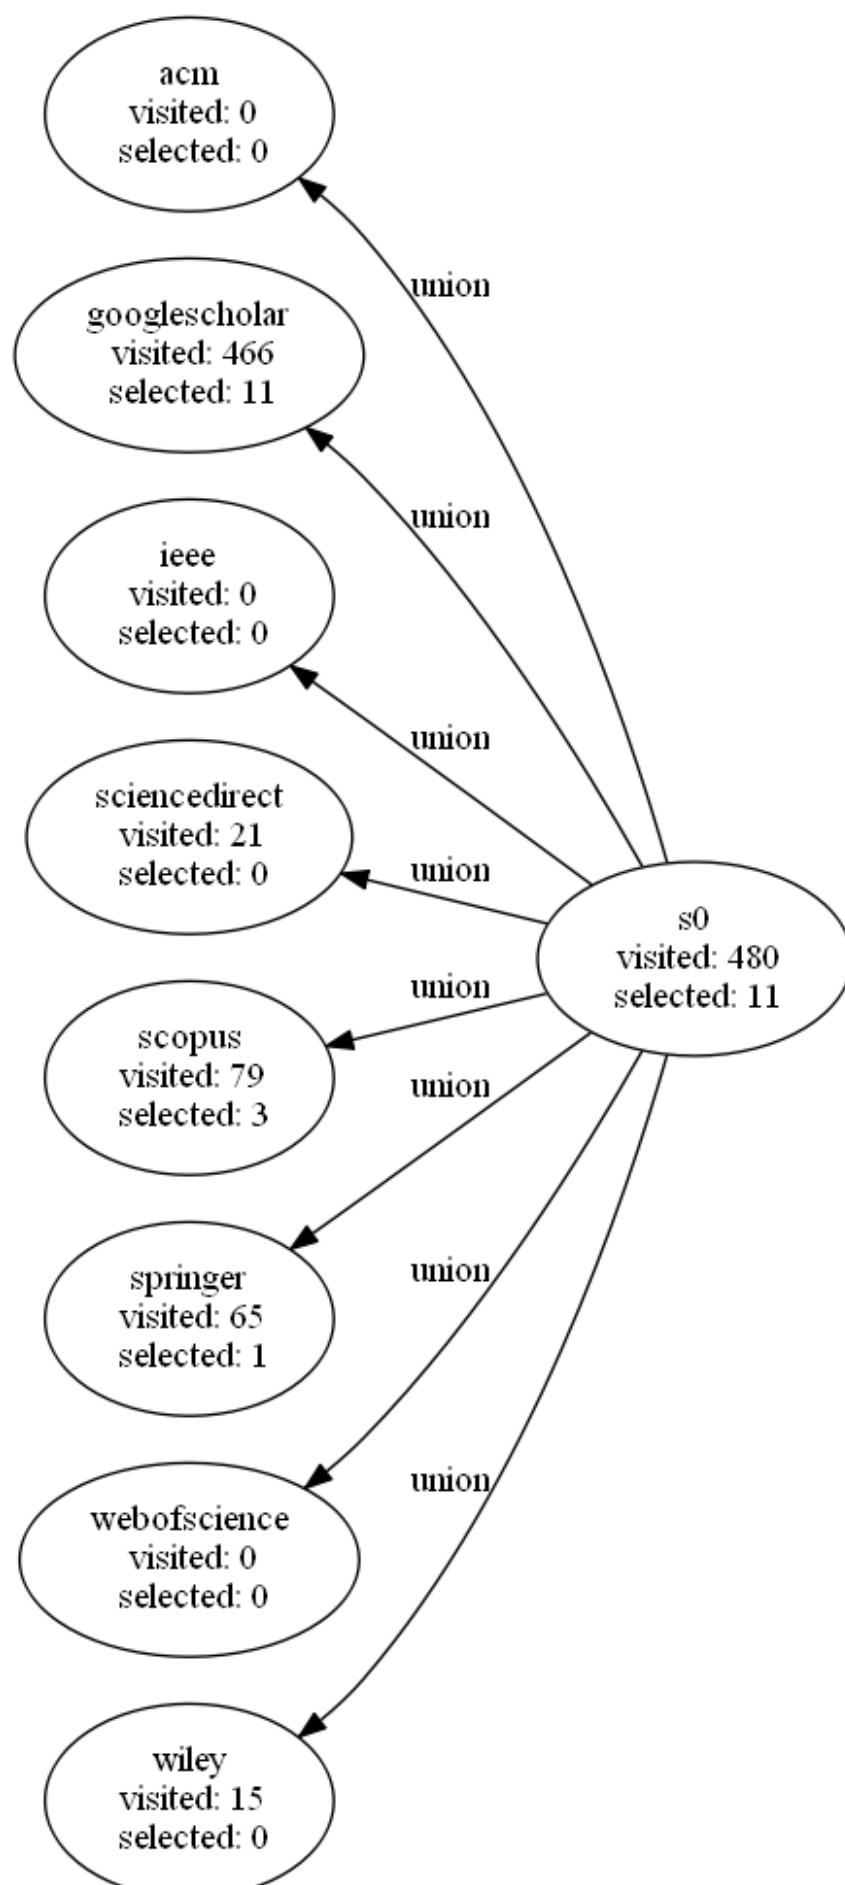 acm
visited: 0
selected: 0
union
googlescholar
visited: 466
selected: 11
union
ieee
visited: 0
selected: 0
union
sciencedirect
visited: 21
selected: 0
union
s0
visited: 480
selected: 11
union
scopus
visited: 79
selected: 3
union
springer
visited: 65
selected: 1
union
webofscience
visited: 0
selected: 0
union
wiley
visited: 15
selected: 0